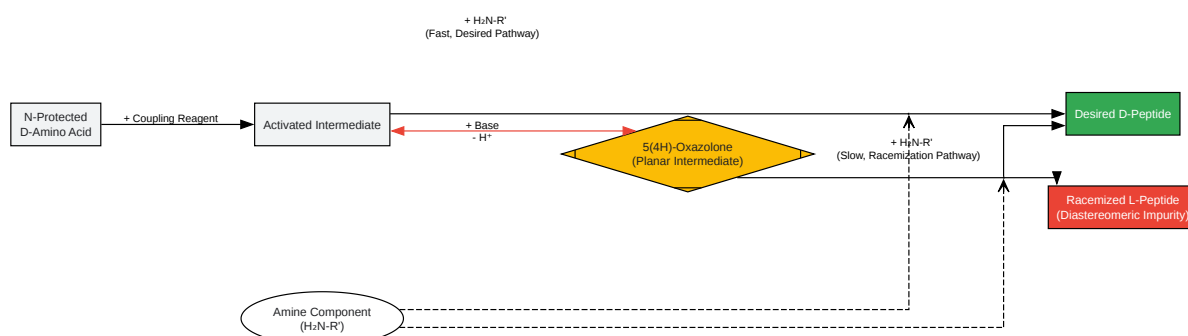 + H₂N-R'
(Fast, Desired Pathway)
N-Protected
D-Amino Acid
+ Coupling Reagent
Activated Intermediate
+ Base
- H⁺
5(4H)-Oxazolone
(Planar Intermediate)
+ H₂N-R'
(Slow, Racemization Pathway)
Desired D-Peptide
Racemized L-Peptide
(Diastereomeric Impurity)
Amine Component
(H₂N-R')